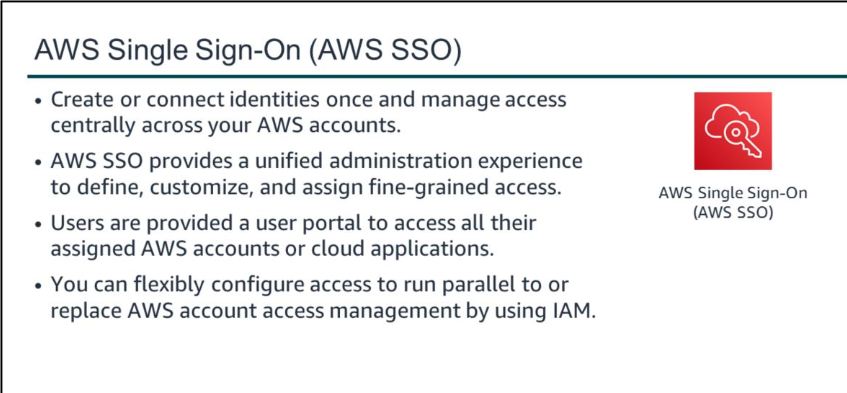 AWS Single Sign-On (AWS SSO)
• Create or connect identities once and manage access
centrally across your AWS accounts.
• AWS SSO provides a unified administration experience
to define, customize, and assign fine-grained access.
• Users are provided a user portal to access all their
assigned AWS accounts or cloud applications.
• You can flexibly configure access to run parallel to or
replace AWS account access management by using IAM.
AWS Single Sign-On
(AWS SSO)